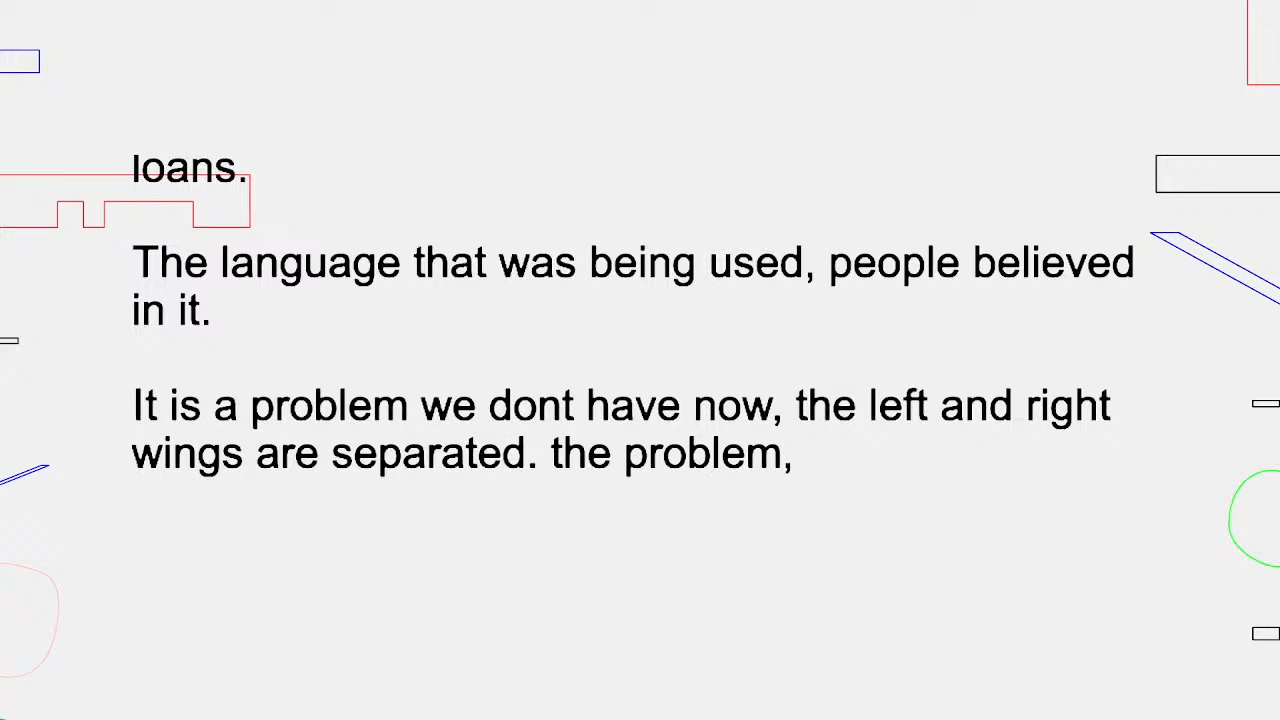 loans.
The language that was being used, people believed
in it.
It is a problem we dont have now, the left and right
wings are separated. the problem,